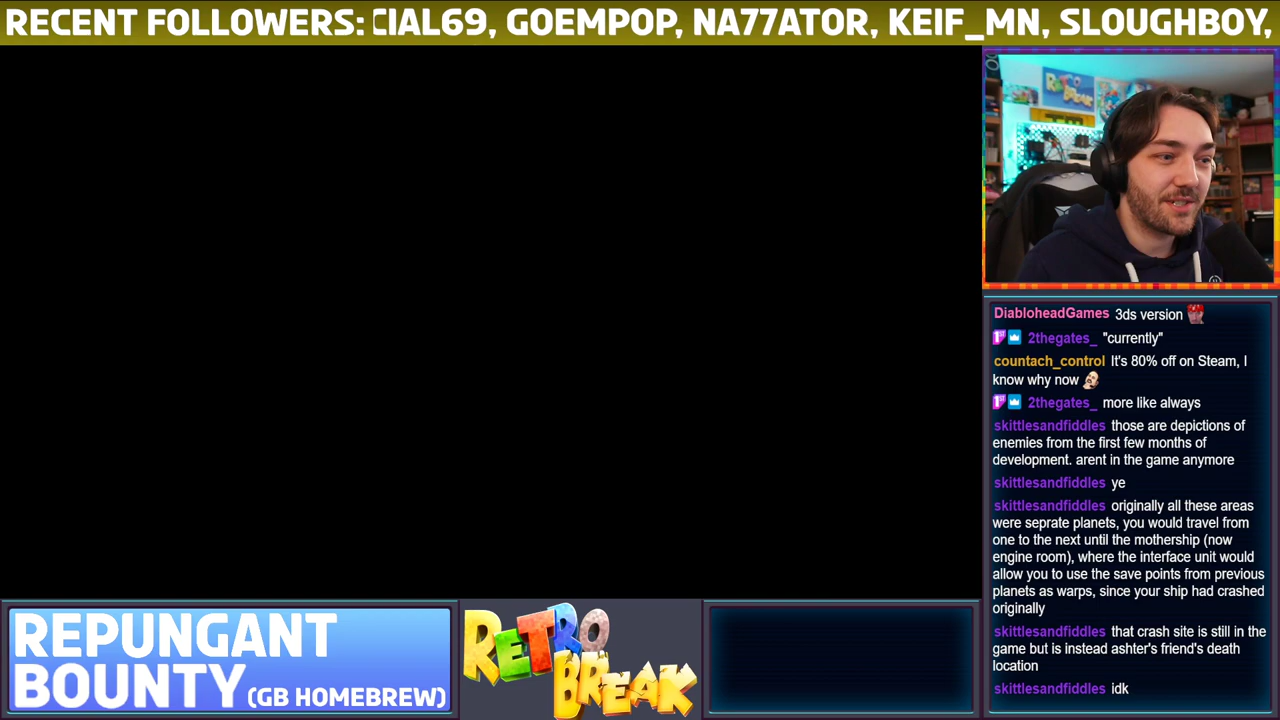 RECENT FOLLOWERS: CIAL69, GOEMPOP, NA77ATOR, KEIF_MN, SLOUGHBOY,
DiabloheadGames 3ds version
2thegates_ "currently"
countach_control It's 80% off on Steam, I
know why now
2thegates_ more like always
skittlesandfiddles those are depictions of
enemies from the first few months of
development. arent in the game anymore
skittlesandfiddles ye
skittlesandfiddles originally all these areas
were seprate planets, you would travel from
one to the next until the mothership (now
engine room), where the interface unit would
allow you to use the save points from previous
planets as warps, since your ship had crashed
originally
skittlesandfiddles that crash site is still in the
game but is instead ashter's friend's death
location
skittlesandfiddles idk
REPUNGANT
BOUNTY (GB HOMEBREW)
RETRO
BREAK